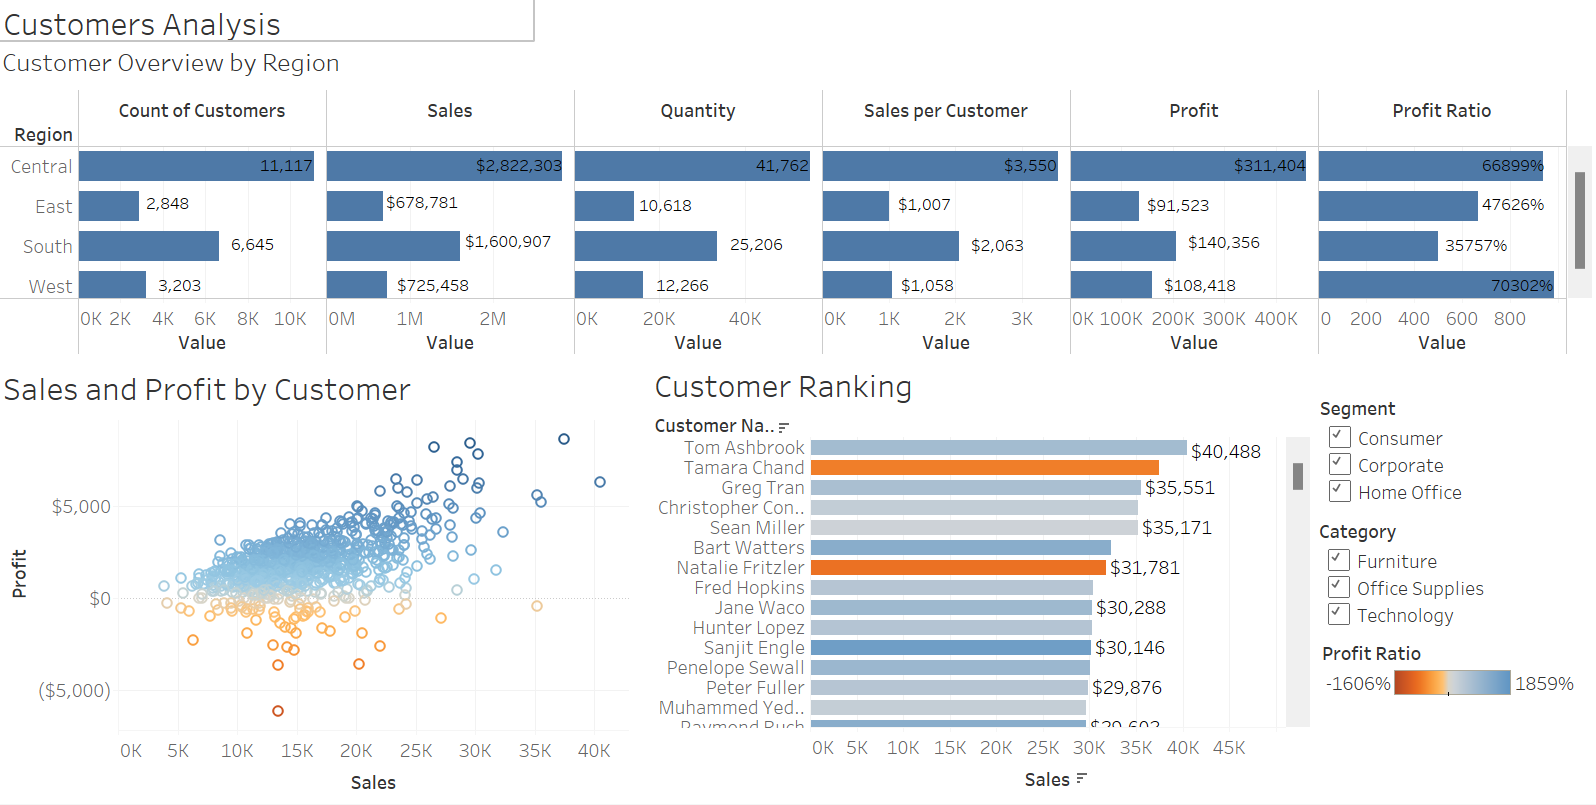 Customers Analysis
Customer Overview by Region
Count of Customers Sales Quantity Sales per Customer Profit Profit Ratio
Region
Central 11,117 $2,822,303 41,762 $3,550 $311,404 66899%
East 2,848 $678,781 10,618 $1,007 $91,523 47626%
South 6,645 $1,600,907 25,206 $2,063 $140,356 35757%
West 3,203 $725,458 12,266 $1,058 $108,418 70302%
0K 2K 4K 6K 8K 10K 0M 1M 2M 0K 20K 40K 0K 1K 2K 3K 0K 100K 200K 300K 400K 0 200 400 600 800
Value Value Value Value Value Value
Sales and Profit by Customer
$5,000
$0
($5,000)
Profit
0K 5K 10K 15K 20K 25K 30K 35K 40K
Sales
Customer Ranking
Customer Na..
Tom Ashbrook $40,488
Tamara Chand
Greg Tran $35,551
Christopher Con..
Sean Miller $35,171
Bart Watters
Natalie Fritzler $31,781
Fred Hopkins
Jane Waco $30,288
Hunter Lopez
Sanjit Engle $30,146
Penelope Sewall
Peter Fuller $29,876
Muhammed Yed..
Raymond Buch $29,602
0K 5K 10K 15K 20K 25K 30K 35K 40K 45K
Sales
Segment
Consumer
Corporate
Home Office
Category
Furniture
Office Supplies
Technology
Profit Ratio
-1606% 1859%